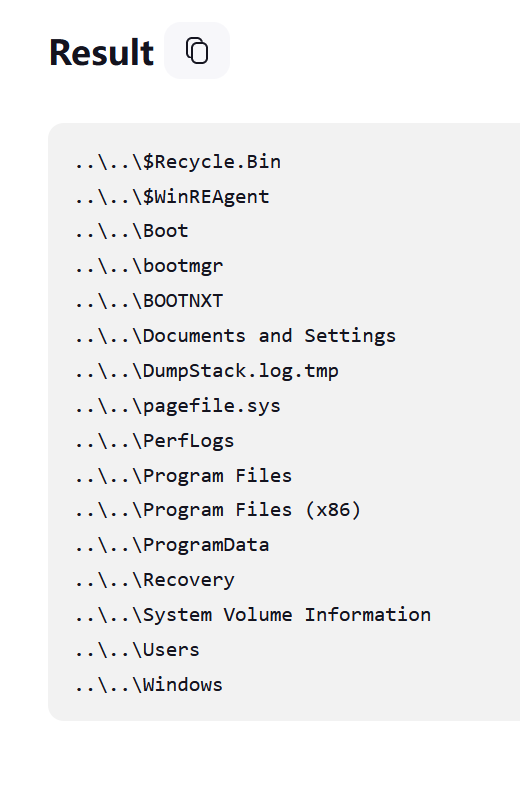 Result
..\..\$Recycle.Bin
..\..\$WinREAgent
..\..\Boot
..\..\bootmgr
..\..\BOOTNXT
..\..\Documents and Settings
..\..\DumpStack.log.tmp
..\..\pagefile.sys
..\..\PerfLogs
..\..\Program Files
..\..\Program Files (x86)
..\..\ProgramData
..\..\Recovery
..\..\System Volume Information
..\..\Users
..\..\Windows